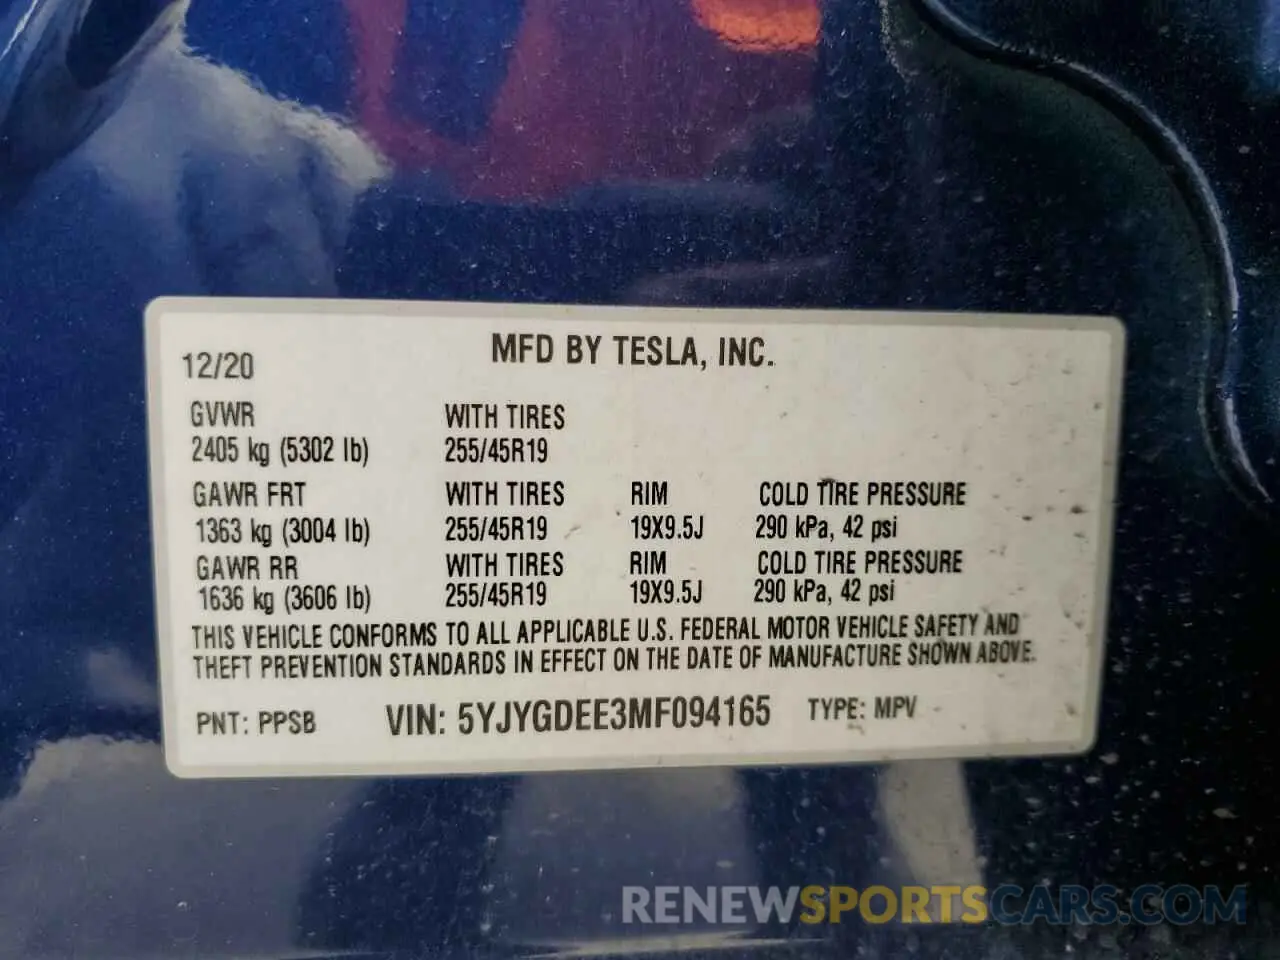 MFD BY TESLA, INC.
12/20
GVWR WITH TIRES
2405 kg (5302 lb) 255/45R19
GAWR FRT WITH TIRES RIM COLD TIRE PRESSURE
1363 kg (3004 lb) 255/45R19 19X9.5J 290 kPa, 42 psi
GAWR RR WITH TIRES RIM COLD TIRE PRESSURE
1636 kg (3606 lb) 255/45R19 19X9.5J 290 kPa, 42 psi
THIS VEHICLE CONFORMS TO ALL APPLICABLE U.S. FEDERAL MOTOR VEHICLE SAFETY AND
THEFT PREVENTION STANDARDS IN EFFECT ON THE DATE OF MANUFACTURE SHOWN ABOVE.
PNT: PPSB VIN: 5YJYGDEE3MF094165 TYPE: MPV
RENEWSPORTSCARS.COM